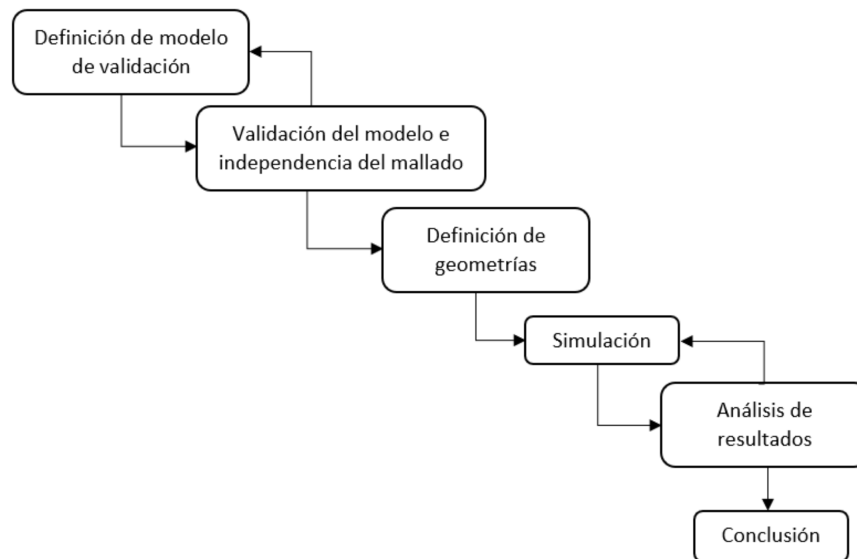 Definición de modelo
de validación
Validación del modelo e
independencia del mallado
Definición de
geometrías
Simulación
Análisis de
resultados
Conclusión